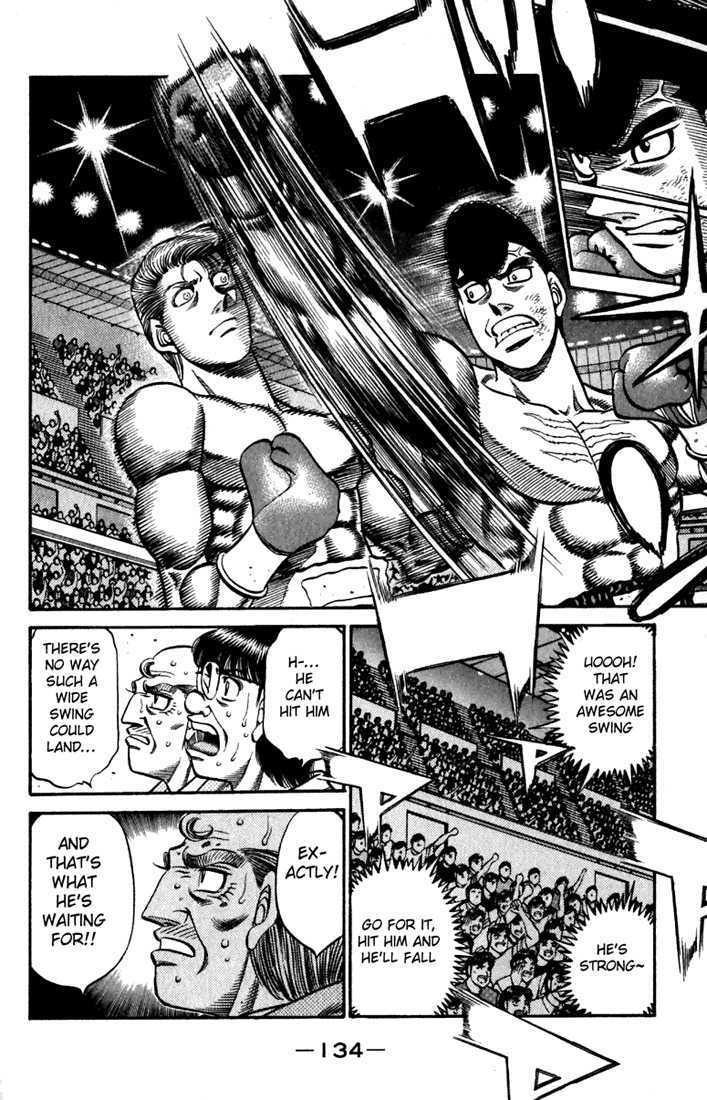 UOOOH!
THAT
WAS AN
AWESOME
SWING
H-...
HE
CAN'T
HIT HIM
THERE'S
NO WAY
SUCH A
WIDE
SWING
COULD
LAND...
HE'S
STRONG~
GO FOR IT,
HIT HIM AND
HE'LL FALL
EX-
ACTLY!
AND
THAT'S
WHAT
HE'S
WAITING
FOR!!
—134—